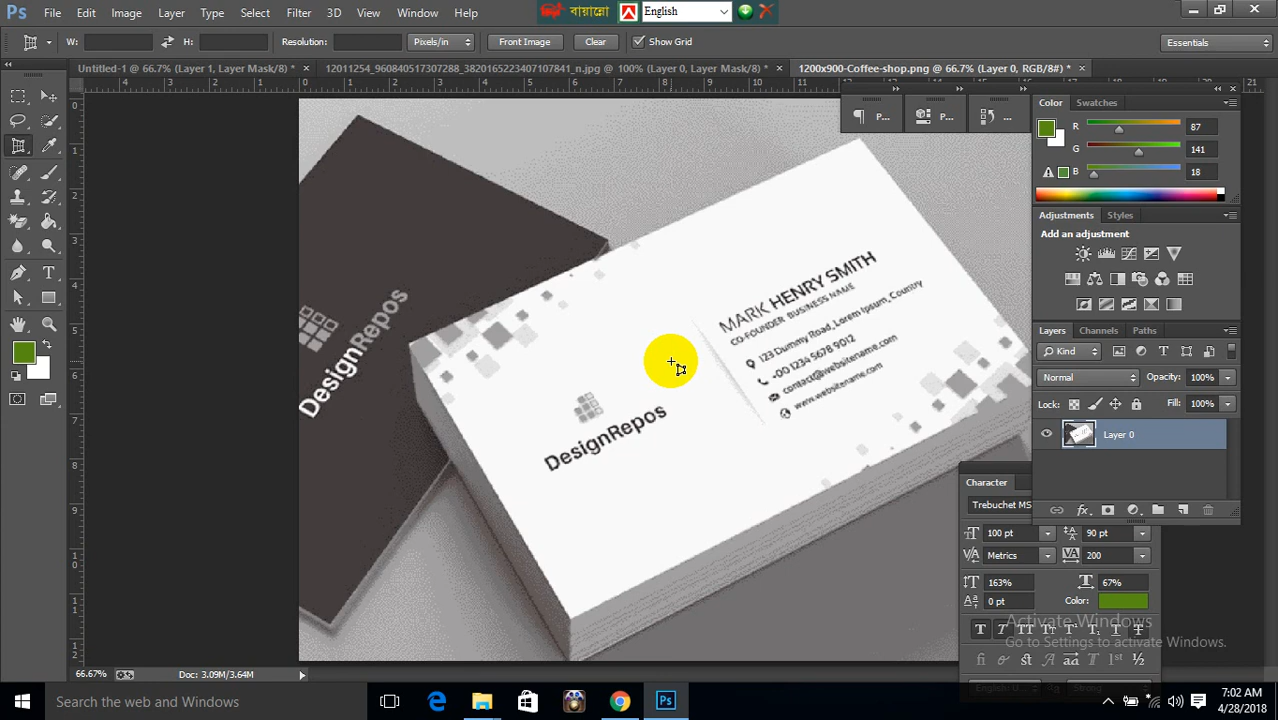 Ps File Edit Image Layer Type Select Filter 3D View Window Help
বায়ান্নো English
W: H: Resolution: Pixels/in Front Image Clear Show Grid Essentials
Untitled-1 @ 66.7% (Layer 1, Layer Mask/8) * ×
12011254_960840517307288_3820165223407107841_n.jpg @ 100% (Layer 0, Layer Mask/8) * ×
1200x900-Coffee-shop.png @ 66.7% (Layer 0, RGB/8#) * ×
P... P... ...
Color Swatches
R 87
G 141
B 18
Adjustments Styles
Add an adjustment
Layers Channels Paths
Kind
Normal Opacity: 100%
Lock: Fill: 100%
Layer 0
Character
Trebuchet MS
100 pt 90 pt
Metrics 200
163% 67%
0 pt Color:
Activate Windows
Go to Settings to activate Windows.
DesignRepos
DesignRepos
MARK HENRY SMITH
CO-FOUNDER BUSINESS NAME
123 Dummy Road, Lorem Ipsum, Country
-00 1234 5678 9012
contact@websitename.com
www.websitename.com
66.67% Doc: 3.09M/3.64M
Search the web and Windows
7:02 AM
4/28/2018